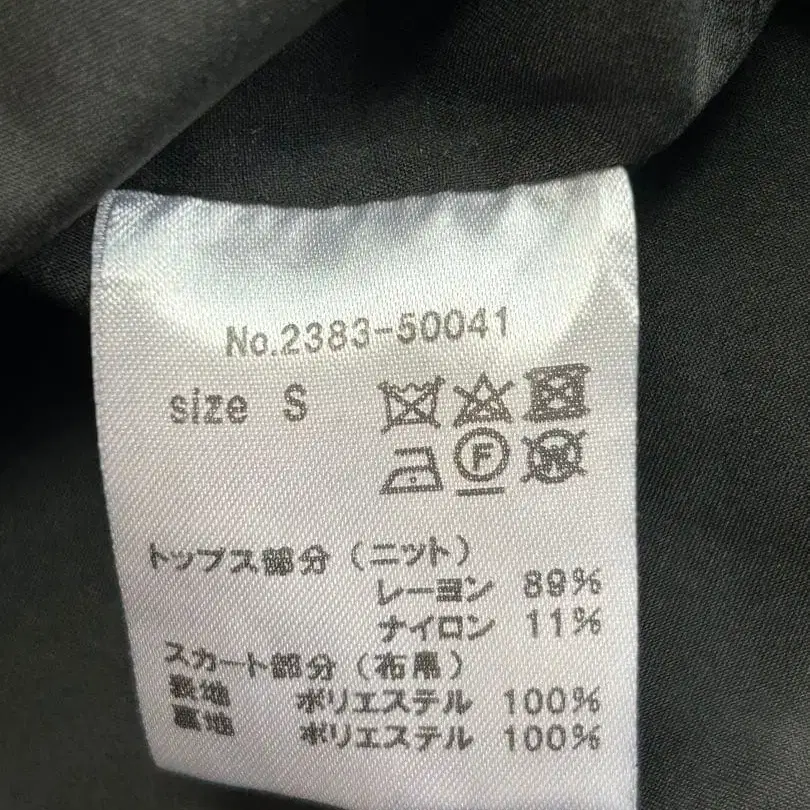 No.2383-50041
size S
F
W
トップス部分(ニット)
レーヨン 89%
ナイロン 11%
スカート部分(布帛)
表地 ポリエステル 100%
裏地 ポリエステル 100%